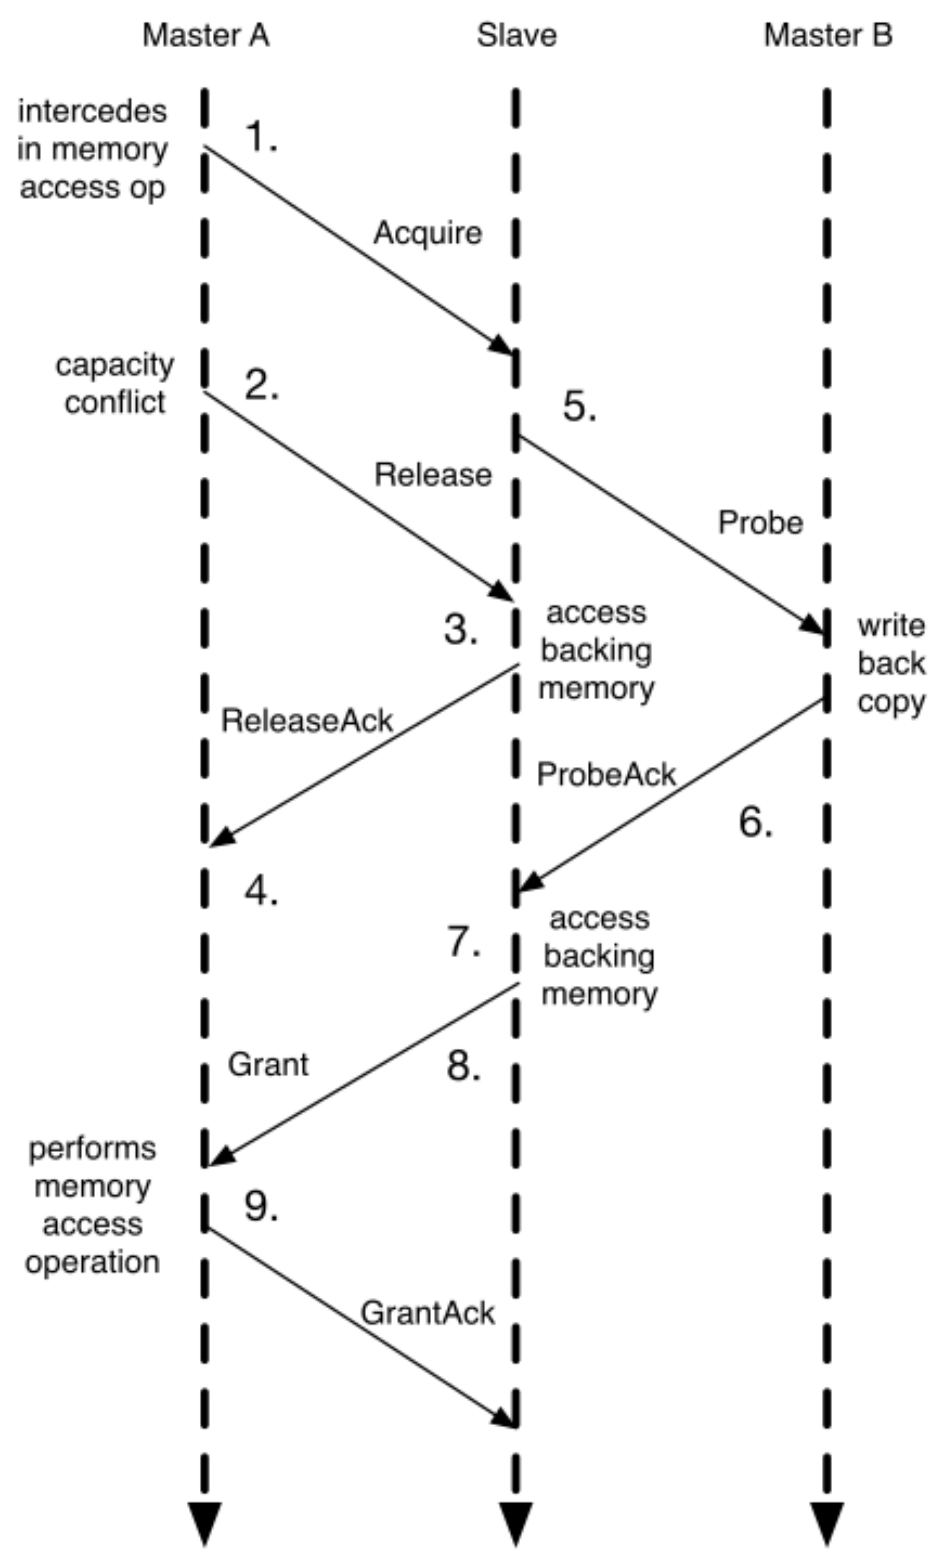 Master A
Slave
Master B
intercedes
in memory
access op
1.
Acquire
capacity
conflict
2.
5.
Release
Probe
3.
access
backing
memory
write
back
copy
ReleaseAck
ProbeAck
6.
4.
7.
access
backing
memory
Grant
8.
performs
memory
access
operation
9.
GrantAck